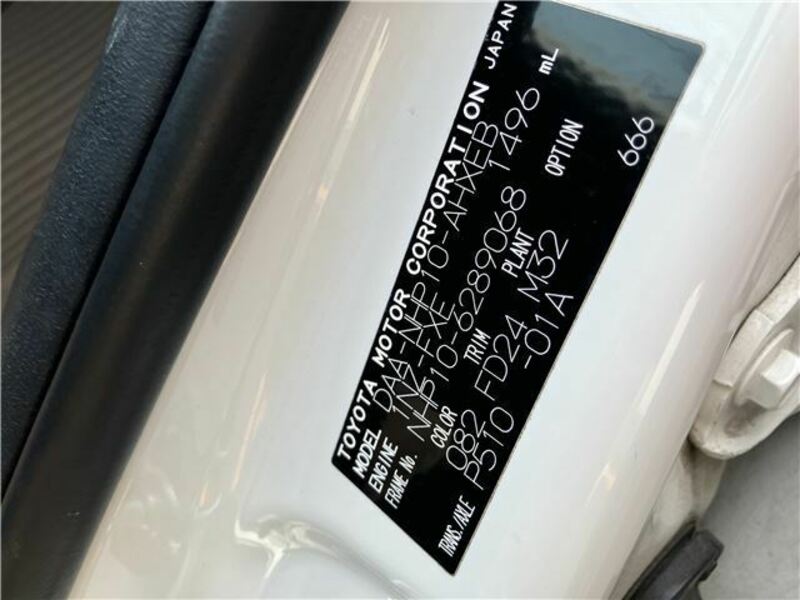 TOYOTA MOTOR CORPORATION JAPAN
MODEL DAA-NHP10-AHXEB
ENGINE 1NZ-FXE 1496 mL
FRAME No. NHP10-6289068
COLOR TRIM PLANT OPTION
082 FD24 M32
TRANS./AXLE P510 -01A 666